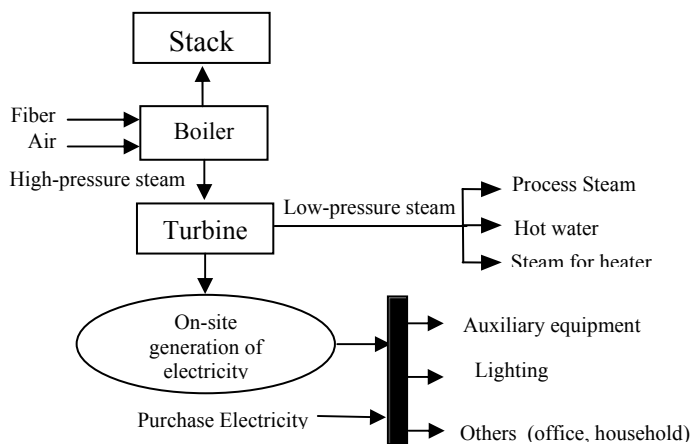 Stack
Fiber
Air
Boiler
High-pressure steam
Low-pressure steam
Turbine
Process Steam
Hot water
Steam for heater
On-site
generation of
electricity
Auxiliary equipment
Lighting
Purchase Electricity
Others (office, household)